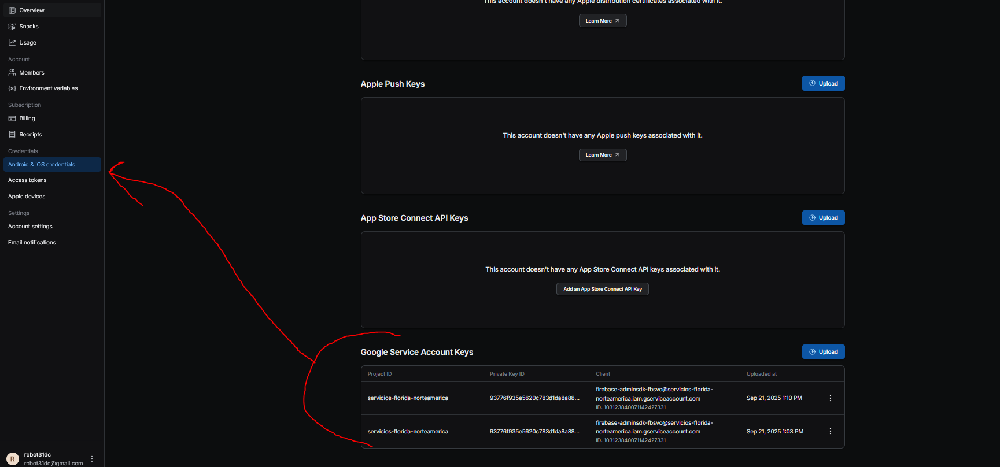 Overview
Snacks
Usage
Account
Members
Environment variables
Subscription
Billing
Receipts
Credentials
Android & iOS credentials
Access tokens
Apple devices
Settings
Account settings
Email notifications
R
robot31dc
robot31dc@gmail.com
This account doesn't have any Apple distribution certificates associated with it.
Learn More
Apple Push Keys
Upload
This account doesn't have any Apple push keys associated with it.
Learn More
App Store Connect API Keys
Upload
This account doesn't have any App Store Connect API keys associated with it.
Add an App Store Connect API Key
Google Service Account Keys
Upload
Project ID Private Key ID Client Uploaded at
servicios-florida-norteamerica 93776f935e5620c783d1da8a88... firebase-adminsdk-fbsvc@servicios-florida-
norteamerica.iam.gserviceaccount.com Sep 21, 2025 1:10 PM
ID: 103123840071142427331
servicios-florida-norteamerica 93776f935e5620c783d1da8a88... firebase-adminsdk-fbsvc@servicios-florida-
norteamerica.iam.gserviceaccount.com Sep 21, 2025 1:03 PM
ID: 103123840071142427331